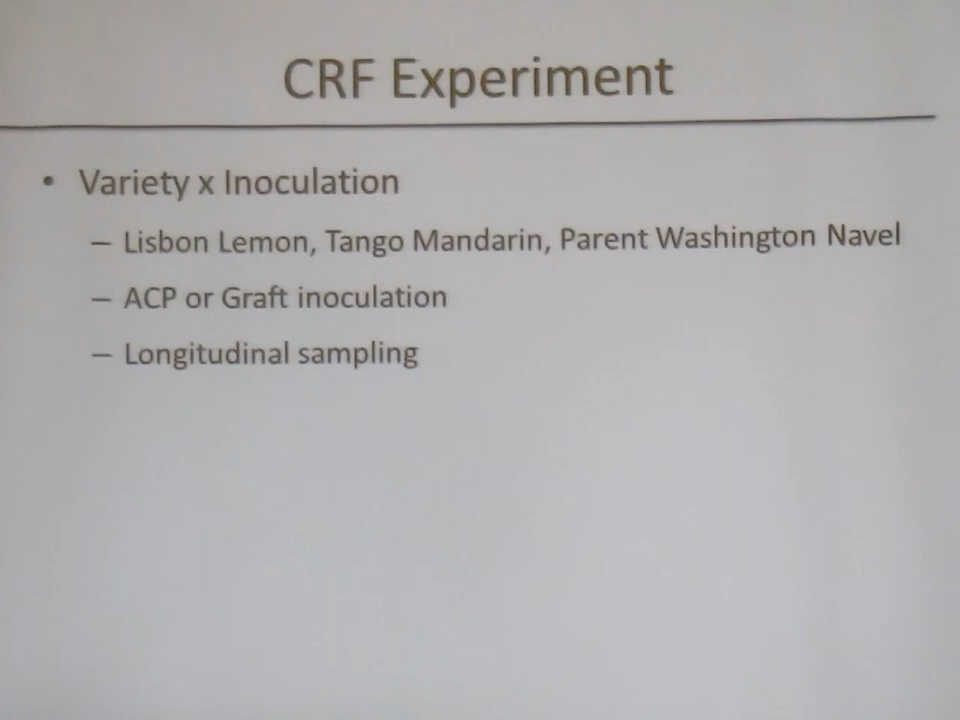 CRF Experiment
• Variety x Inoculation
– Lisbon Lemon, Tango Mandarin, Parent Washington Navel
– ACP or Graft inoculation
– Longitudinal sampling